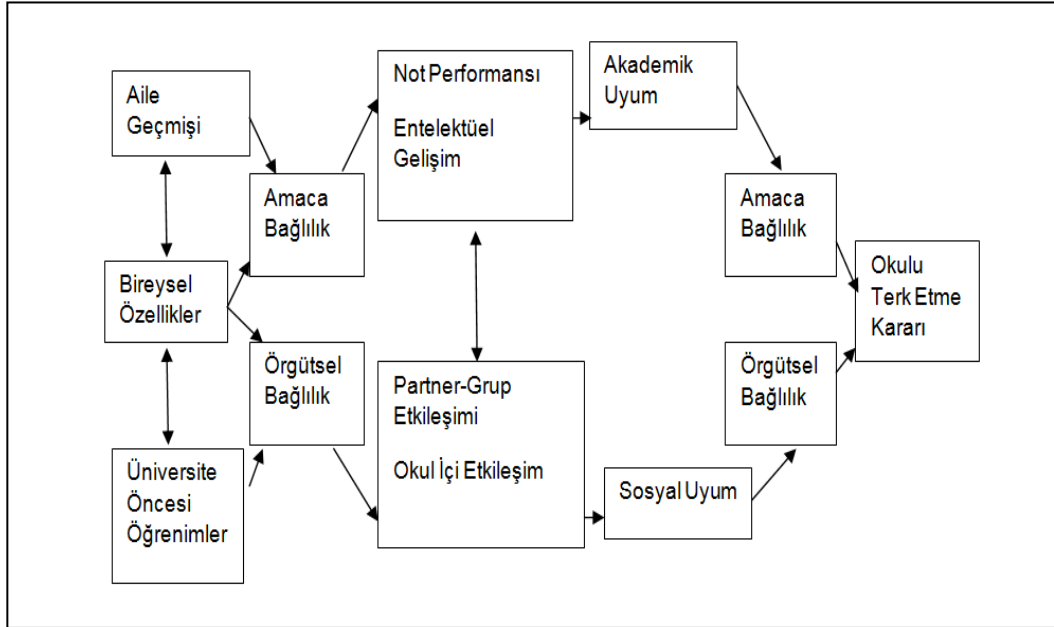 Aile
Geçmişi
Bireysel
Özellikler
Üniversite
Öncesi
Öğrenimler
Amaca
Bağlılık
Örgütsel
Bağlılık
Not Performansı
Entelektüel
Gelişim
Partner-Grup
Etkileşimi
Okul İçi Etkileşim
Akademik
Uyum
Sosyal Uyum
Amaca
Bağlılık
Örgütsel
Bağlılık
Okulu
Terk Etme
Kararı